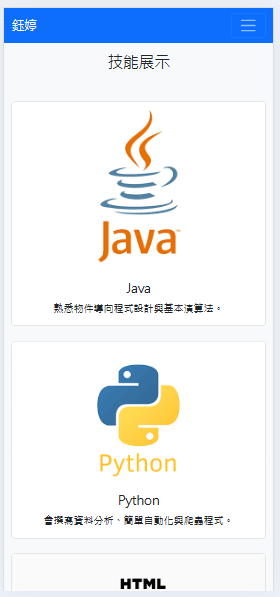 鈺婷
技能展示
Java
Java
熟悉物件導向程式設計與基本演算法。
Python
Python
會撰寫資料分析、簡單自動化與爬蟲程式。
HTML